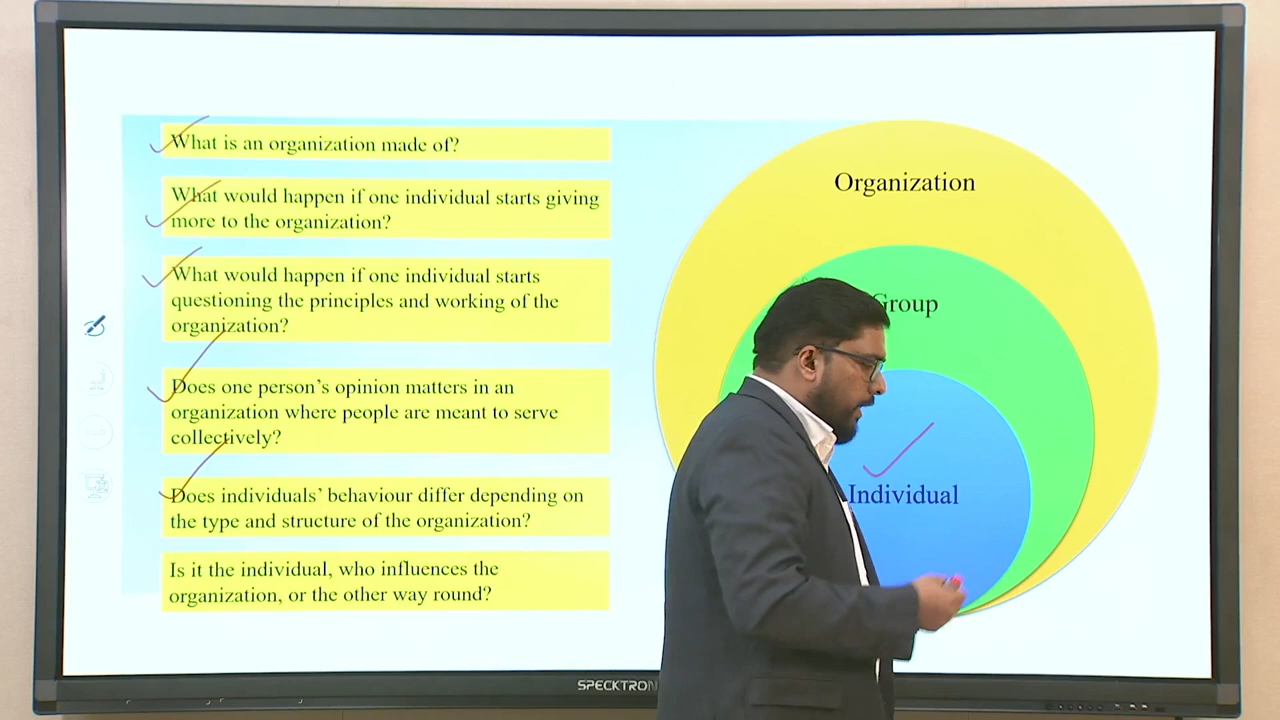 What is an organization made of?
What would happen if one individual starts giving
more to the organization?
What would happen if one individual starts
questioning the principles and working of the
organization?
Does one person's opinion matters in an
organization where people are meant to serve
collectively?
Does individuals' behaviour differ depending on
the type and structure of the organization?
Is it the individual, who influences the
organization, or the other way round?
Organization
Group
Individual
SPECKTRON